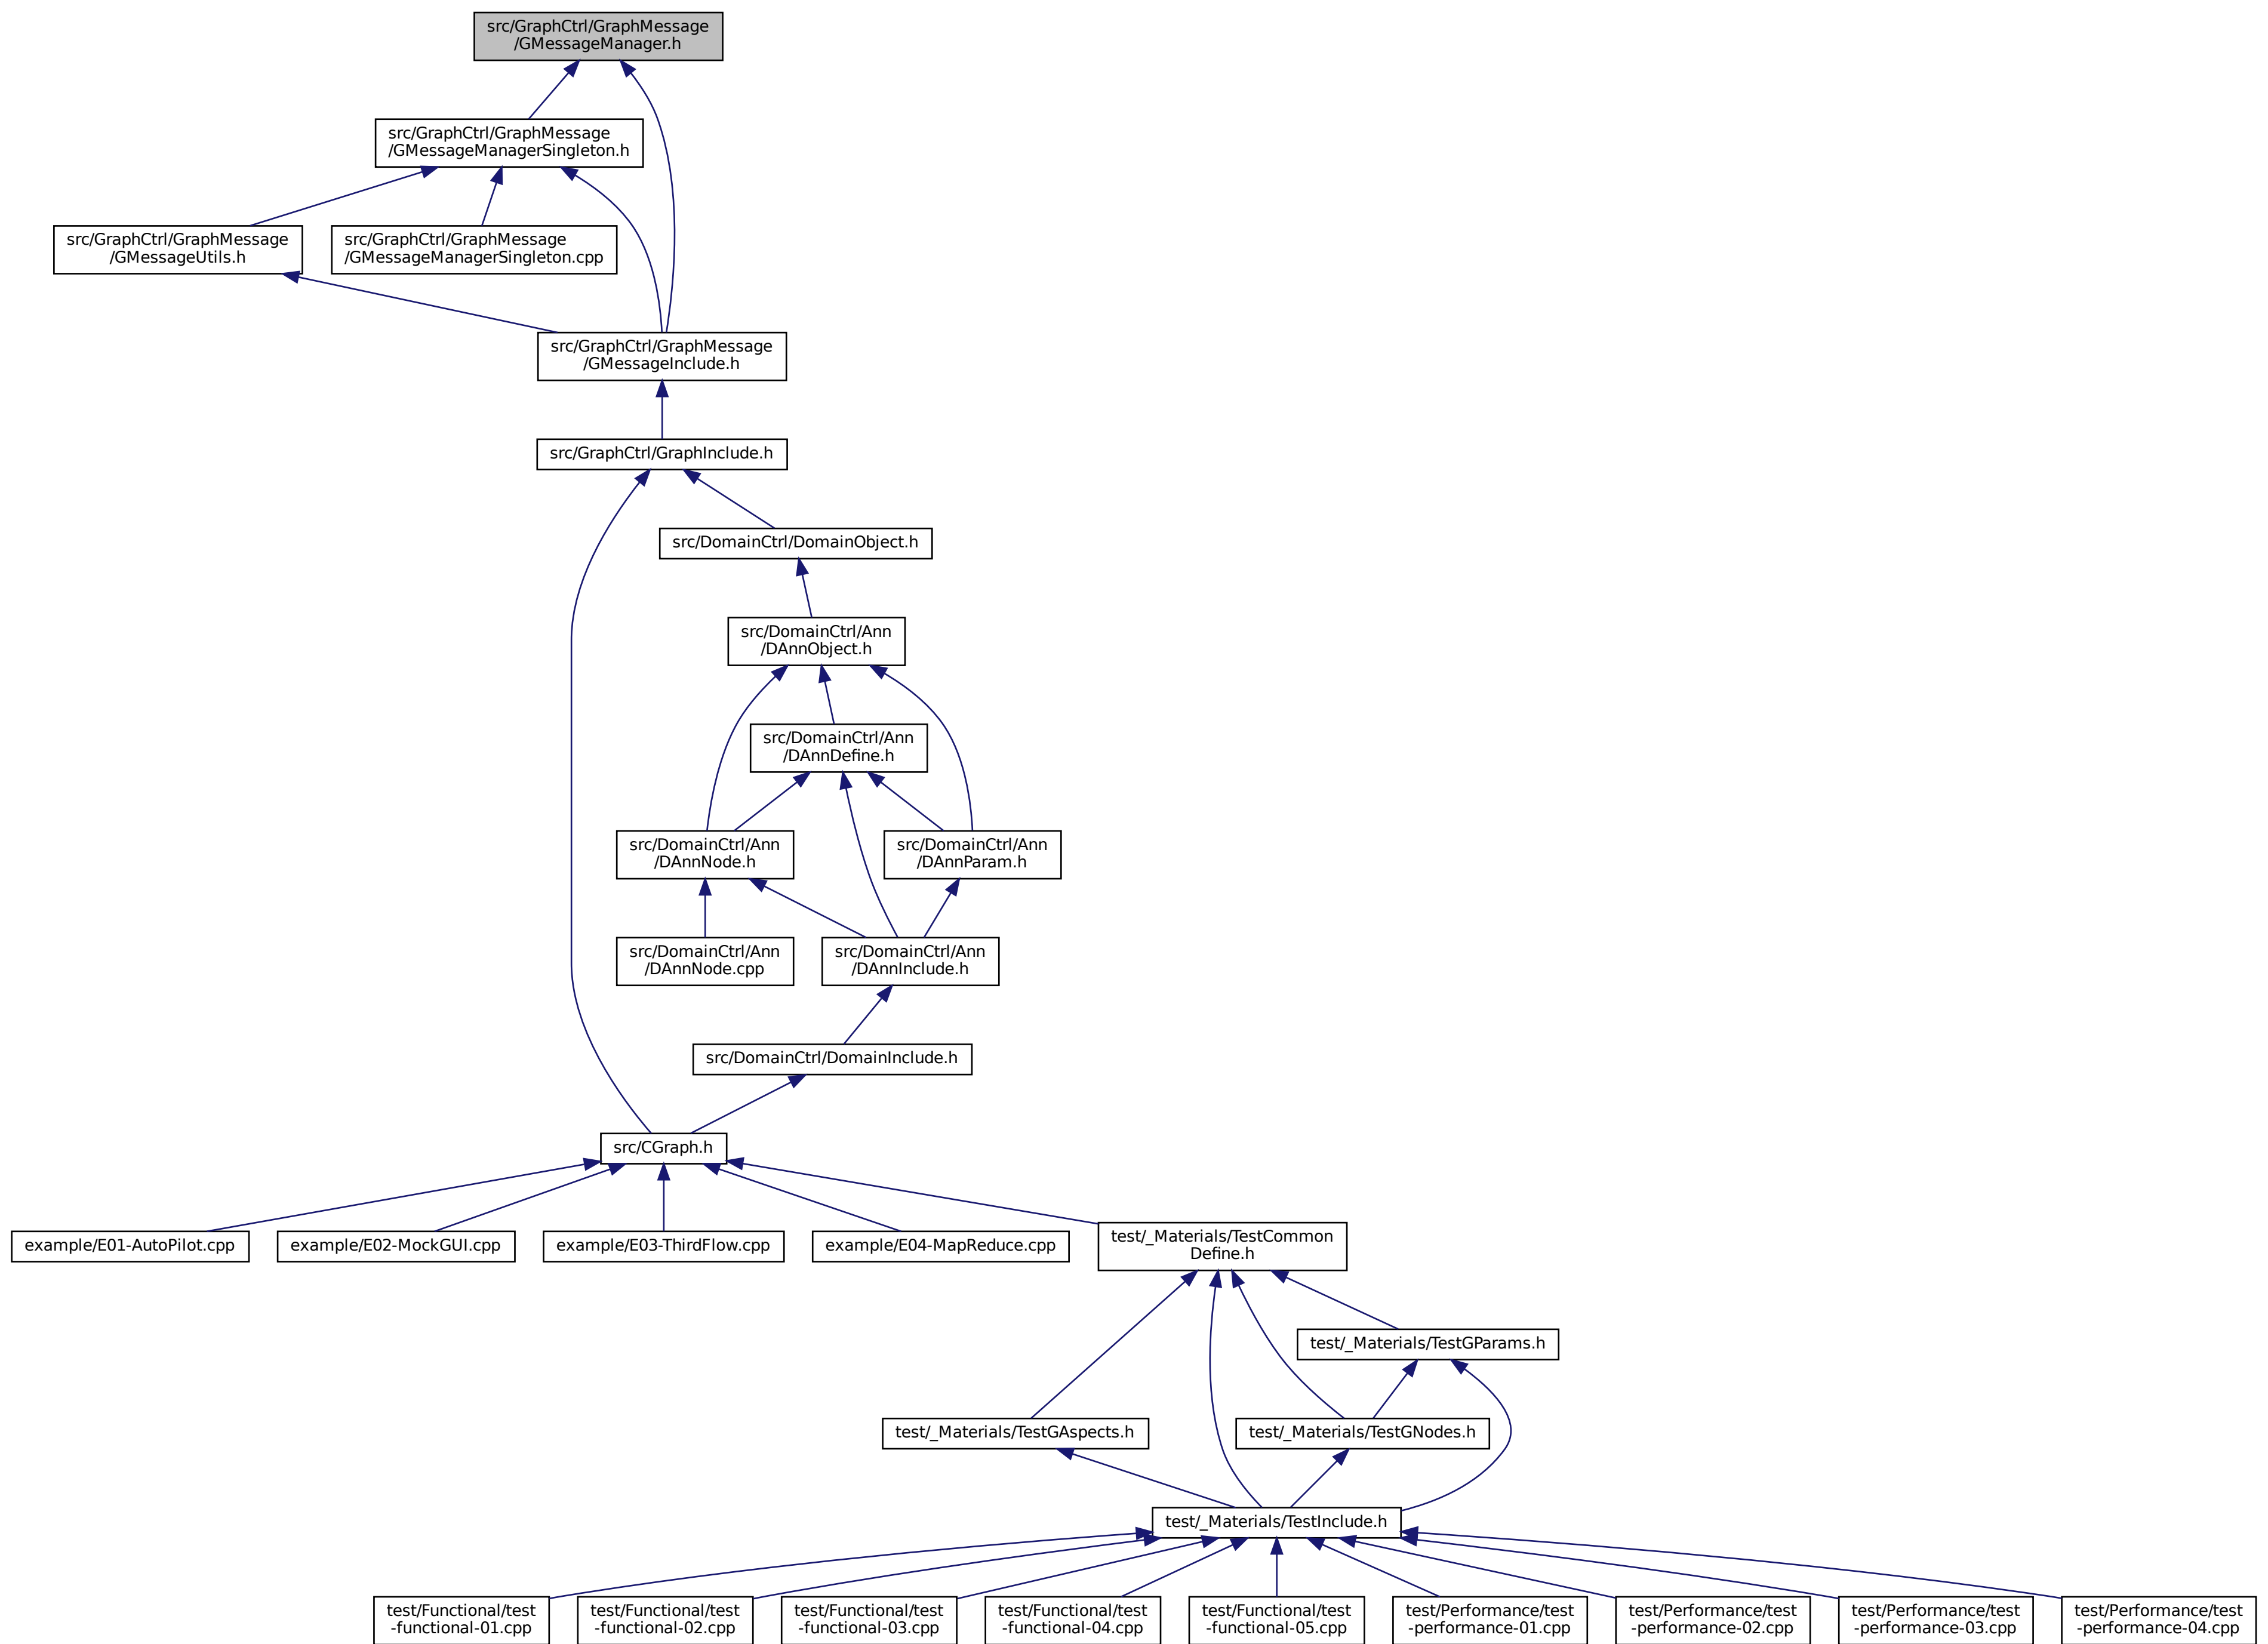 src/GraphCtrl/GraphMessage
/GMessageManager.h
src/GraphCtrl/GraphMessage
/GMessageManagerSingleton.h
src/GraphCtrl/GraphMessage
/GMessageUtils.h
src/GraphCtrl/GraphMessage
/GMessageManagerSingleton.cpp
src/GraphCtrl/GraphMessage
/GMessageInclude.h
src/GraphCtrl/GraphInclude.h
src/DomainCtrl/DomainObject.h
src/DomainCtrl/Ann
/DAnnObject.h
src/DomainCtrl/Ann
/DAnnDefine.h
src/DomainCtrl/Ann
/DAnnNode.h
src/DomainCtrl/Ann
/DAnnParam.h
src/DomainCtrl/Ann
/DAnnNode.cpp
src/DomainCtrl/Ann
/DAnnInclude.h
src/DomainCtrl/DomainInclude.h
src/CGraph.h
example/E01-AutoPilot.cpp
example/E02-MockGUI.cpp
example/E03-ThirdFlow.cpp
example/E04-MapReduce.cpp
test/_Materials/TestCommon
Define.h
test/_Materials/TestGParams.h
test/_Materials/TestGAspects.h
test/_Materials/TestGNodes.h
test/_Materials/TestInclude.h
test/Functional/test
-functional-01.cpp
test/Functional/test
-functional-02.cpp
test/Functional/test
-functional-03.cpp
test/Functional/test
-functional-04.cpp
test/Functional/test
-functional-05.cpp
test/Performance/test
-performance-01.cpp
test/Performance/test
-performance-02.cpp
test/Performance/test
-performance-03.cpp
test/Performance/test
-performance-04.cpp